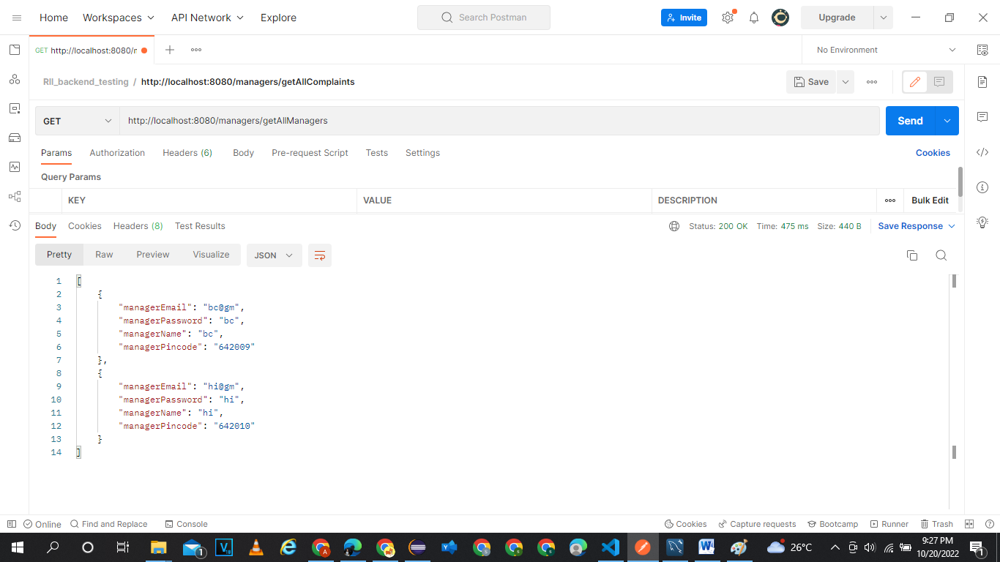 Home Workspaces API Network Explore Search Postman Invite Upgrade
GET http://localhost:8080/r No Environment
RII_backend_testing / http://localhost:8080/managers/getAllComplaints Save
GET http://localhost:8080/managers/getAllManagers Send
Params Authorization Headers (6) Body Pre-request Script Tests Settings Cookies
Query Params
KEY VALUE DESCRIPTION Bulk Edit
Body Cookies Headers (8) Test Results Status: 200 OK Time: 475 ms Size: 440 B Save Response
Pretty Raw Preview Visualize JSON
1 [
2 {
3 "managerEmail": "bc@gm",
4 "managerPassword": "bc",
5 "managerName": "bc",
6 "managerPincode": "642009"
7 },
8 {
9 "managerEmail": "hi@gm",
10 "managerPassword": "hi",
11 "managerName": "hi",
12 "managerPincode": "642010"
13 }
14 ]
Online Find and Replace Console Cookies Capture requests Bootcamp Runner Trash
26°C 9:27 PM
10/20/2022